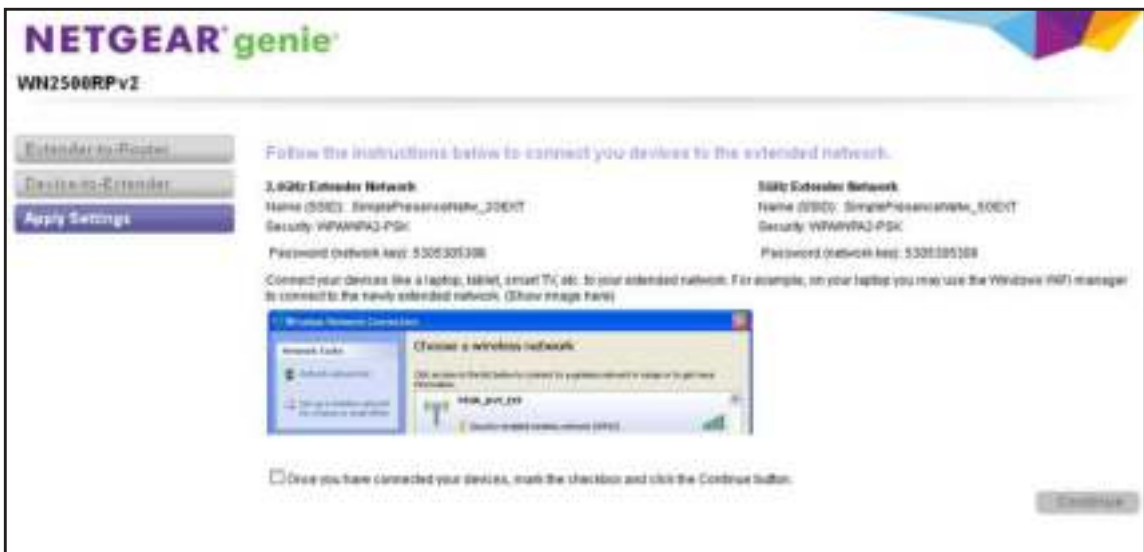 NETGEAR genie
WN2500RPv2
Extender-to-Router
Device-to-Extender
Apply Settings
Follow the instructions below to connect you devices to the extended network.
2.4GHz Extender Network
Name (SSID):
Security: WPA/WPA2-PSK
Password (network key): 5305305308
5GHz Extender Network
Name (SSID):
Security: WPA/WPA2-PSK
Password (network key): 5305305308
Connect your devices like a laptop, tablet, smart TV, etc. to your extended network. For example, on your laptop you may use the Windows WiFi manager
to connect to the newly extended network. (Show image here)
Wireless Network Connection
Network Tasks
Choose a wireless network
Once you have connected your devices, mark the checkbox and click the Continue button.
Continue